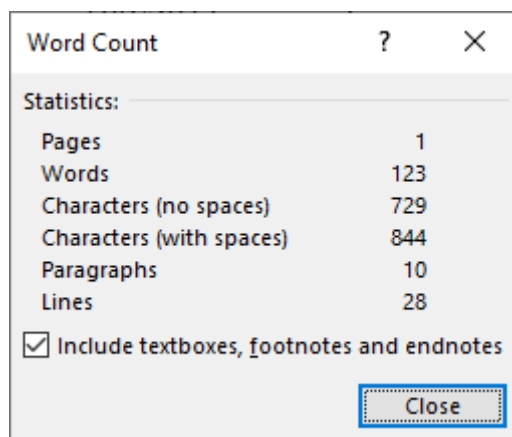 Word Count ? ×
Statistics:
Pages 1
Words 123
Characters (no spaces) 729
Characters (with spaces) 844
Paragraphs 10
Lines 28
Include textboxes, footnotes and endnotes
Close